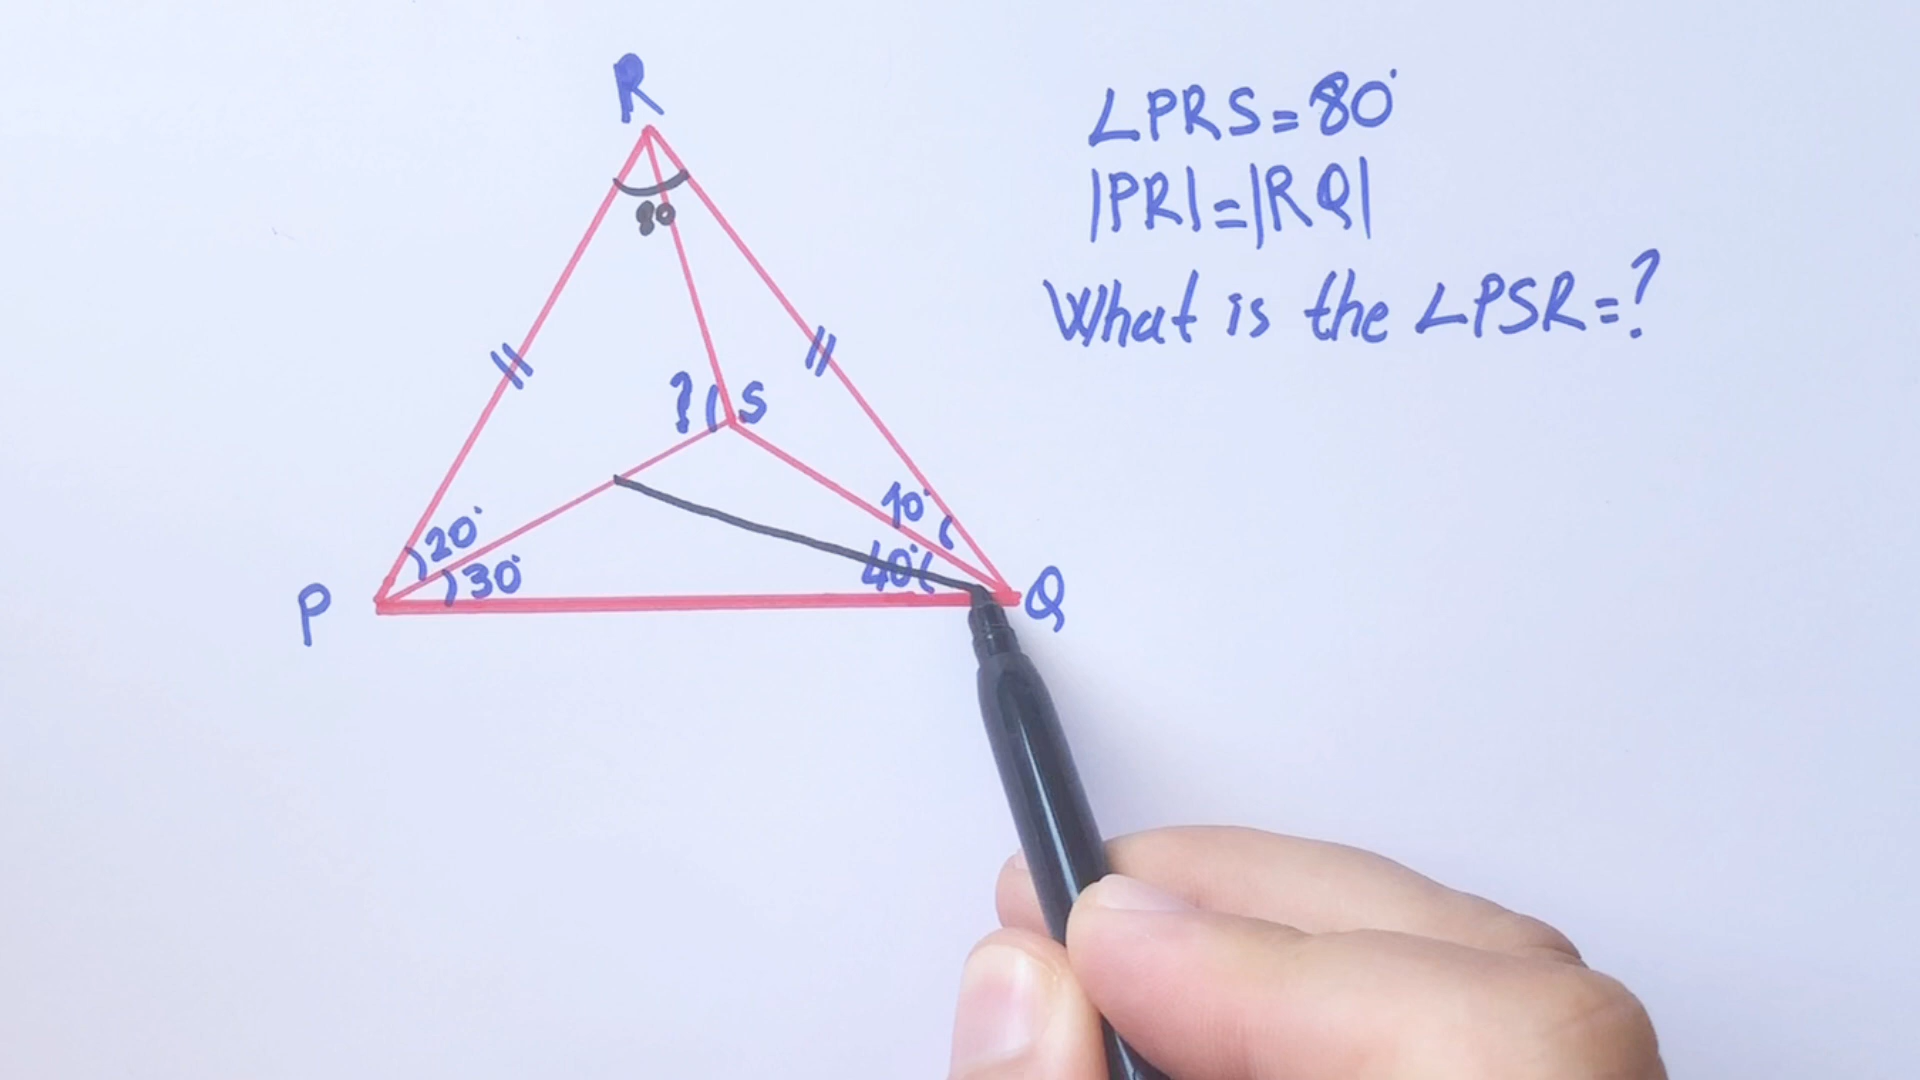 R
∠PRS=80°
|PR|=|RQ|
What is the ∠PSR=?
80
? S
20°
30°
10°
40°
P
Q